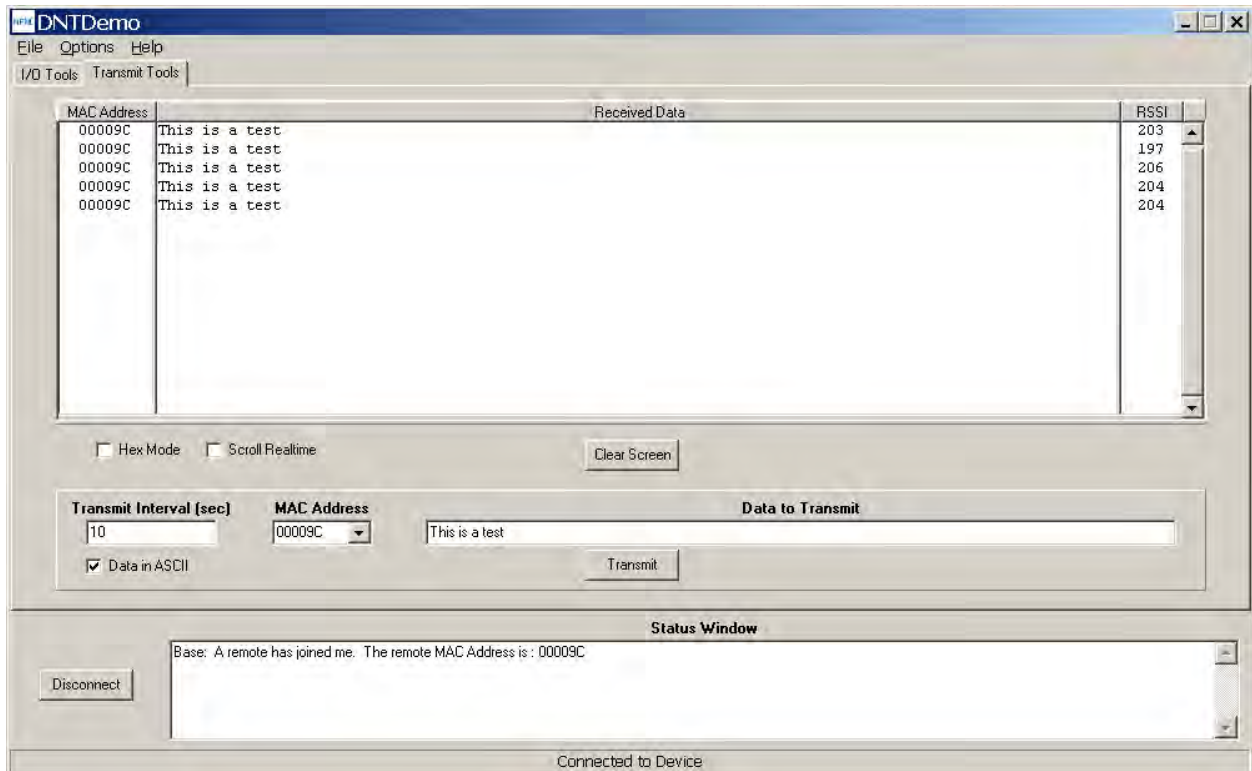 DNTDemo
File Options Help
I/O Tools Transmit Tools
MAC Address Received Data RSSI
00009C This is a test 203
00009C This is a test 197
00009C This is a test 206
00009C This is a test 204
00009C This is a test 204
Hex Mode Scroll Realtime Clear Screen
Transmit Interval (sec) MAC Address Data to Transmit
10 00009C This is a test
Data in ASCII Transmit
Status Window
Base: A remote has joined me. The remote MAC Address is : 00009C
Disconnect
Connected to Device